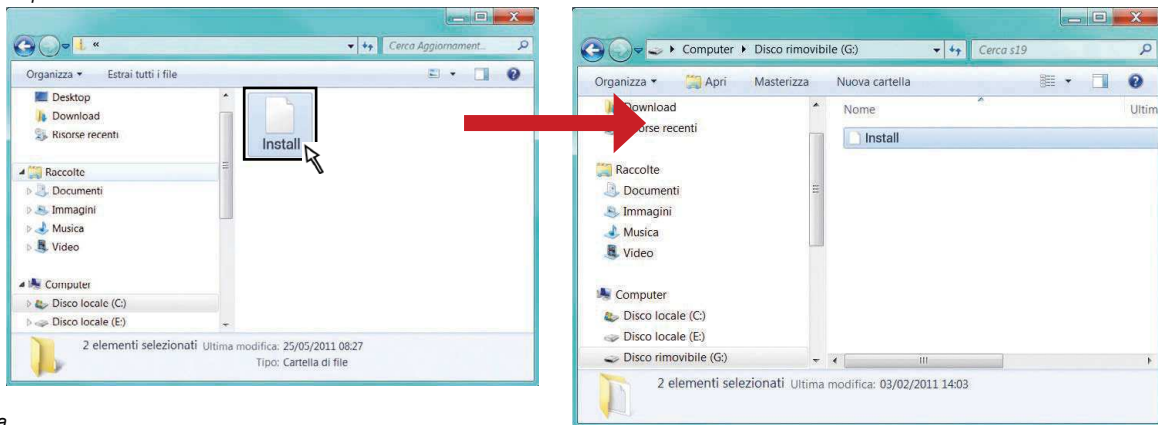 «
Cerca Aggiornament...
Organizza
Estrai tutti i file
Desktop
Download
Risorse recenti
Raccolte
Documenti
Immagini
Musica
Video
Computer
Disco locale (C:)
Disco locale (E:)
Install
2 elementi selezionati Ultima modifica: 25/05/2011 08:27
Tipo: Cartella di file
a
Computer Disco rimovibile (G:)
Cerca s19
Organizza Apri Masterizza Nuova cartella
Download
Nome Ultim
Install
Raccolte
Documenti
Immagini
Musica
Video
Computer
Disco locale (C:)
Disco locale (E:)
Disco rimovibile (G:)
2 elementi selezionati Ultima modifica: 03/02/2011 14:03